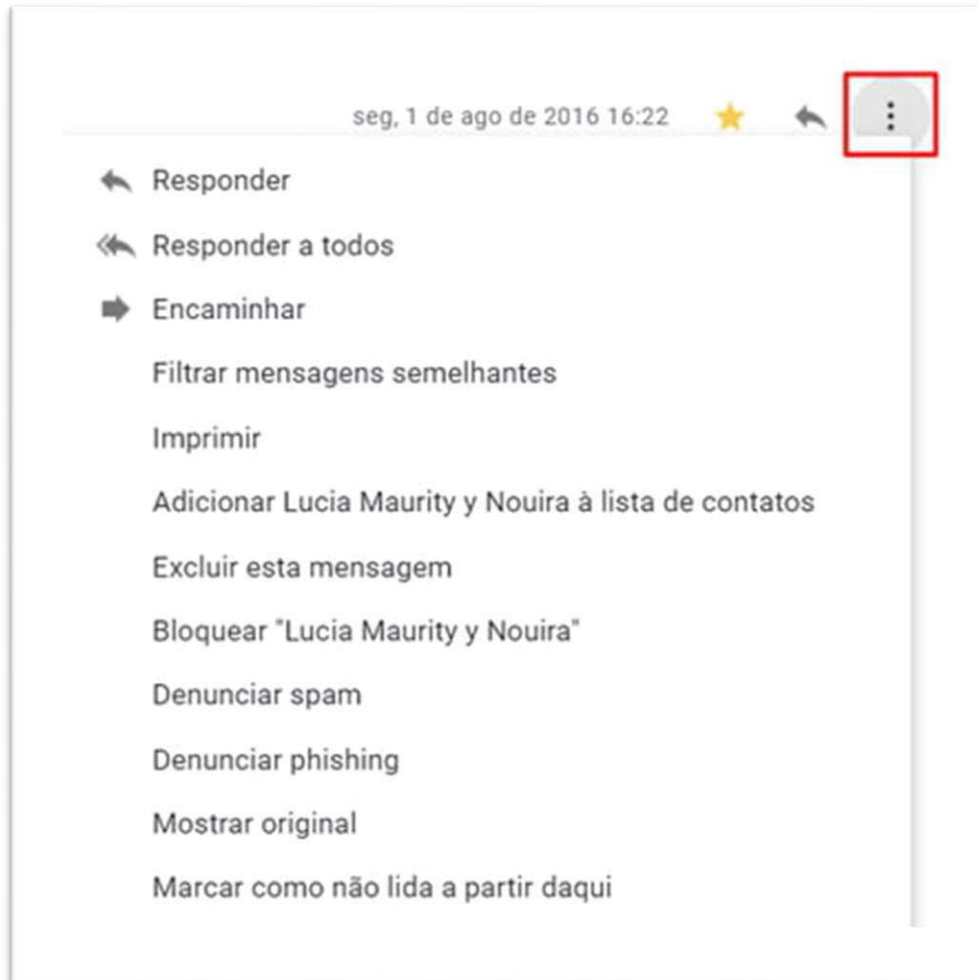 seg, 1 de ago de 2016 16:22
Responder
Responder a todos
Encaminhar
Filtrar mensagens semelhantes
Imprimir
Adicionar Lucia Maurity y Nouira à lista de contatos
Excluir esta mensagem
Bloquear "Lucia Maurity y Nouira"
Denunciar spam
Denunciar phishing
Mostrar original
Marcar como não lida a partir daqui